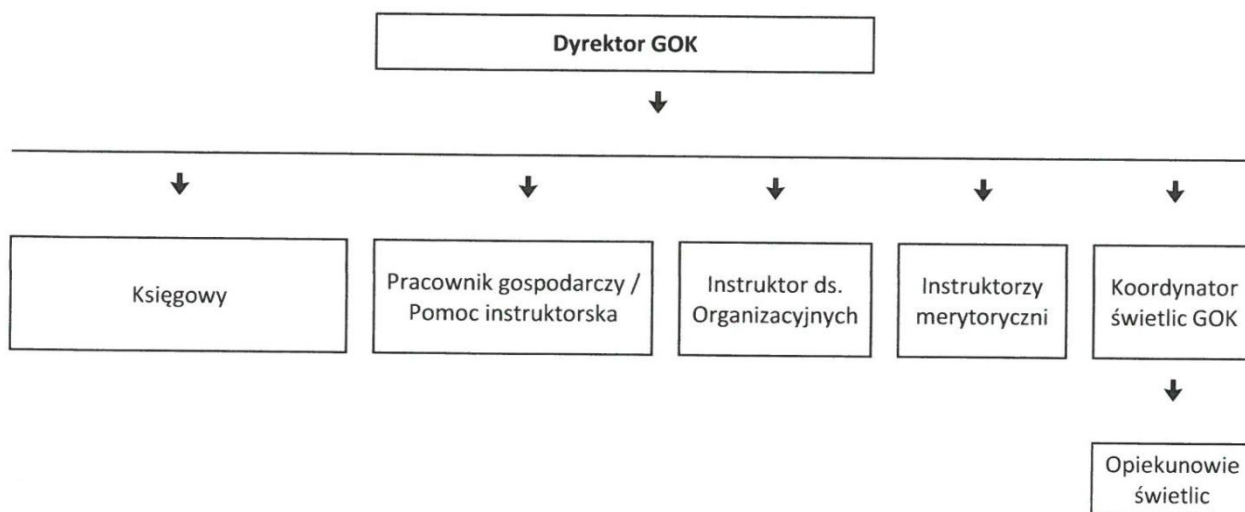 Dyrektor GOK
Księgowy
Pracownik gospodarczy /
Pomoc instruktorska
Instruktor ds.
Organizacyjnych
Instruktorzy
merytoryczni
Koordynator
świetlic GOK
Opiekunowie
świetlic